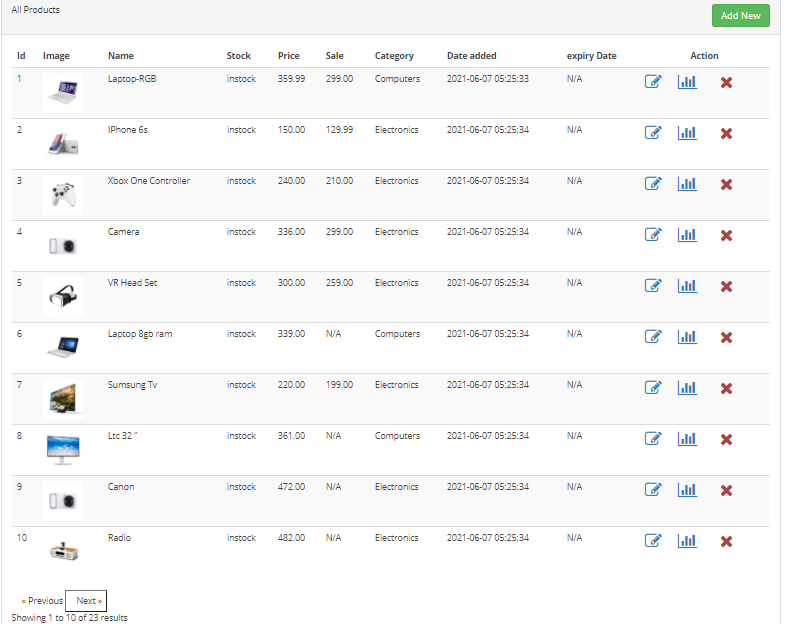 All Products
Add New
Id Image Name Stock Price Sale Category Date added expiry Date Action
1 Laptop-RGB instock 359.99 299.00 Computers 2021-06-07 05:25:33 N/A
2 IPhone 6s instock 150.00 129.99 Electronics 2021-06-07 05:25:34 N/A
3 Xbox One Controller instock 240.00 210.00 Electronics 2021-06-07 05:25:34 N/A
4 Camera instock 336.00 299.00 Electronics 2021-06-07 05:25:34 N/A
5 VR Head Set instock 300.00 259.00 Electronics 2021-06-07 05:25:34 N/A
6 Laptop 8gb ram instock 339.00 N/A Computers 2021-06-07 05:25:34 N/A
7 Sumsung Tv instock 220.00 199.00 Electronics 2021-06-07 05:25:34 N/A
8 Ltc 32 " instock 361.00 N/A Computers 2021-06-07 05:25:34 N/A
9 Canon instock 472.00 N/A Electronics 2021-06-07 05:25:34 N/A
10 Radio instock 482.00 N/A Electronics 2021-06-07 05:25:34 N/A
« Previous Next »
Showing 1 to 10 of 23 results